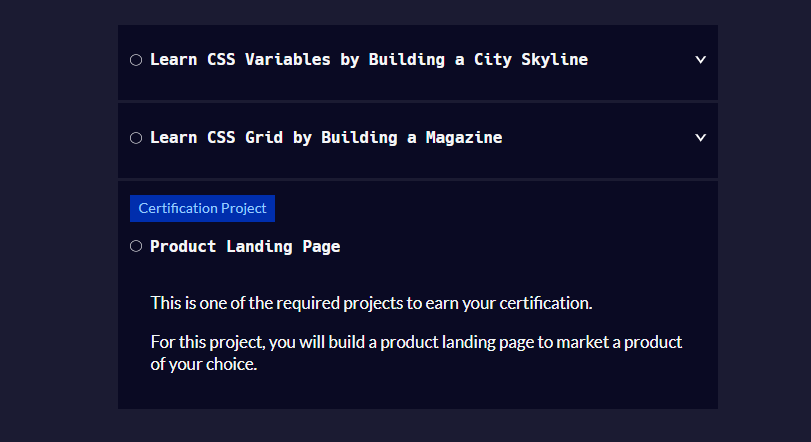 Learn CSS Variables by Building a City Skyline
Learn CSS Grid by Building a Magazine
Certification Project
Product Landing Page
This is one of the required projects to earn your certification.
For this project, you will build a product landing page to market a product
of your choice.